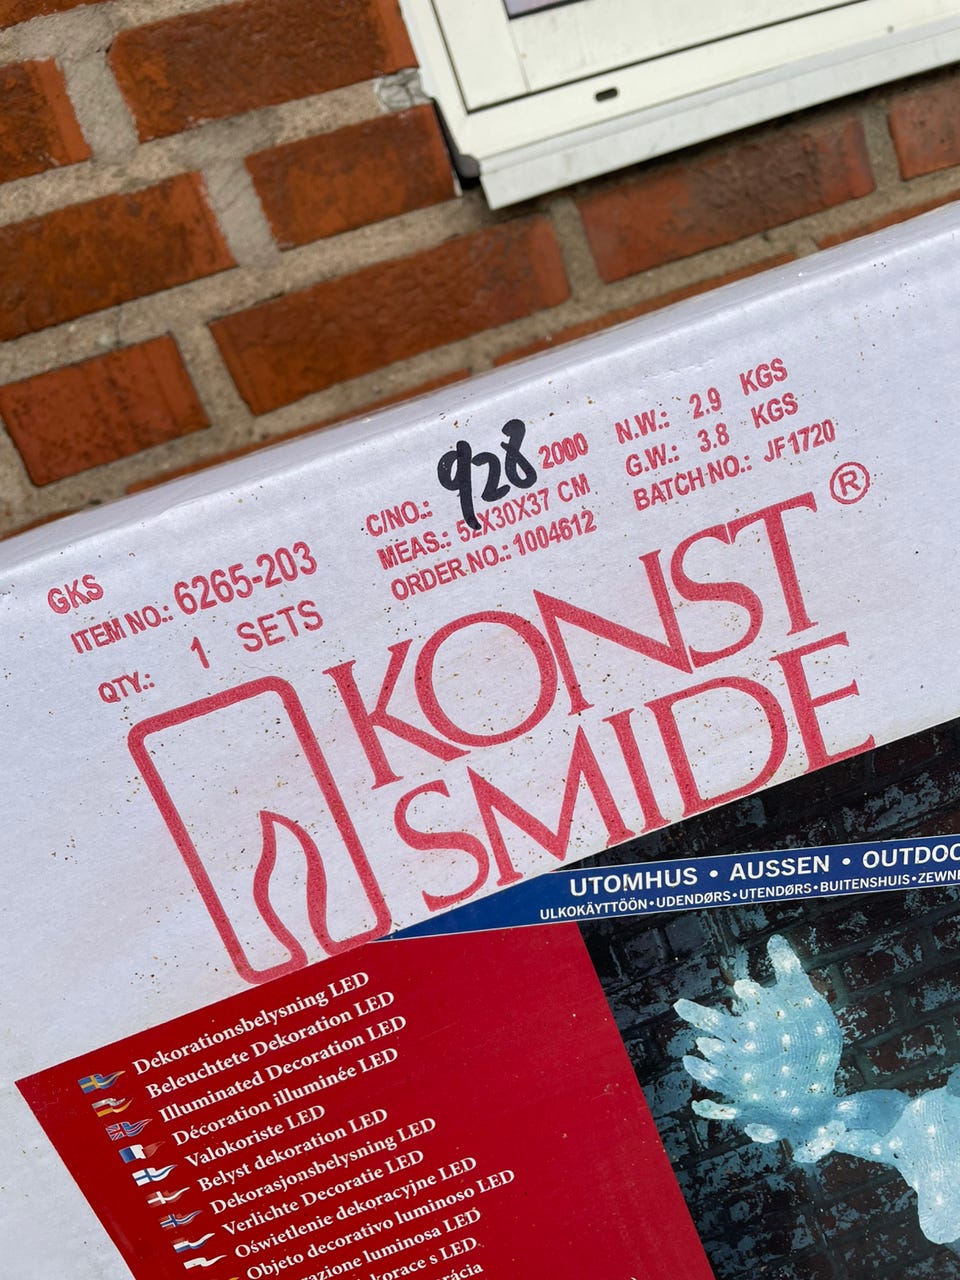 GKS
ITEM NO.: 6265-203
QTY.: 1 SETS
C/NO.: 928 2000
MEAS.: 52X30X37 CM
ORDER NO.: 1004612
N.W.: 2.9 KGS
G.W.: 3.8 KGS
BATCH NO.: JF1720
KONST®
SMIDE
UTOMHUS • AUSSEN •
ULKOKÄYTTÖÖN•UDENDØRS•UTENDØRS•BUITENSHUIS•
Dekorationsbelysning LED
Beleuchtete Dekoration LED
Illuminated Decoration LED
Décoration illuminée LED
Valokoriste LED
Belyst dekoration LED
Dekorasjonsbelysning LED
Verlichte Decoratie LED
Oświetlenie dekoracyjne LED
Objeto decorativo luminoso LED
luminosa LED
s LED